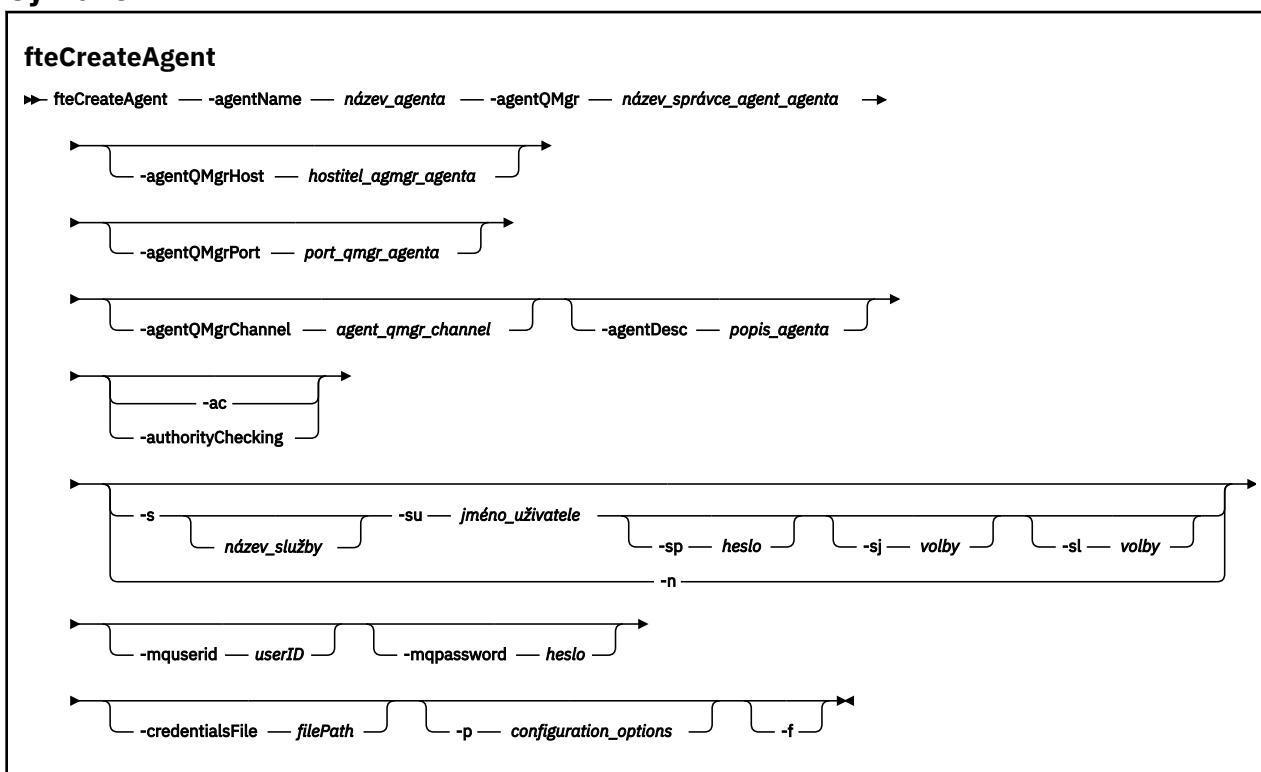 fteCreateAgent
fteCreateAgent -agentName název_agenta -agentQMgr název_správce_agent_agenta
-agentQMgrHost hostitel_agmgr_agenta
-agentQMgrPort port_qmgr_agenta
-agentQMgrChannel agent_qmgr_channel -agentDesc popis_agenta
-ac
-authorityChecking
-s -su jméno_uživatele
název_služby -sp heslo -sj volby -sl volby
-n
-mquserid userID -mqpassword heslo
-credentialsFile filePath -p configuration_options -f